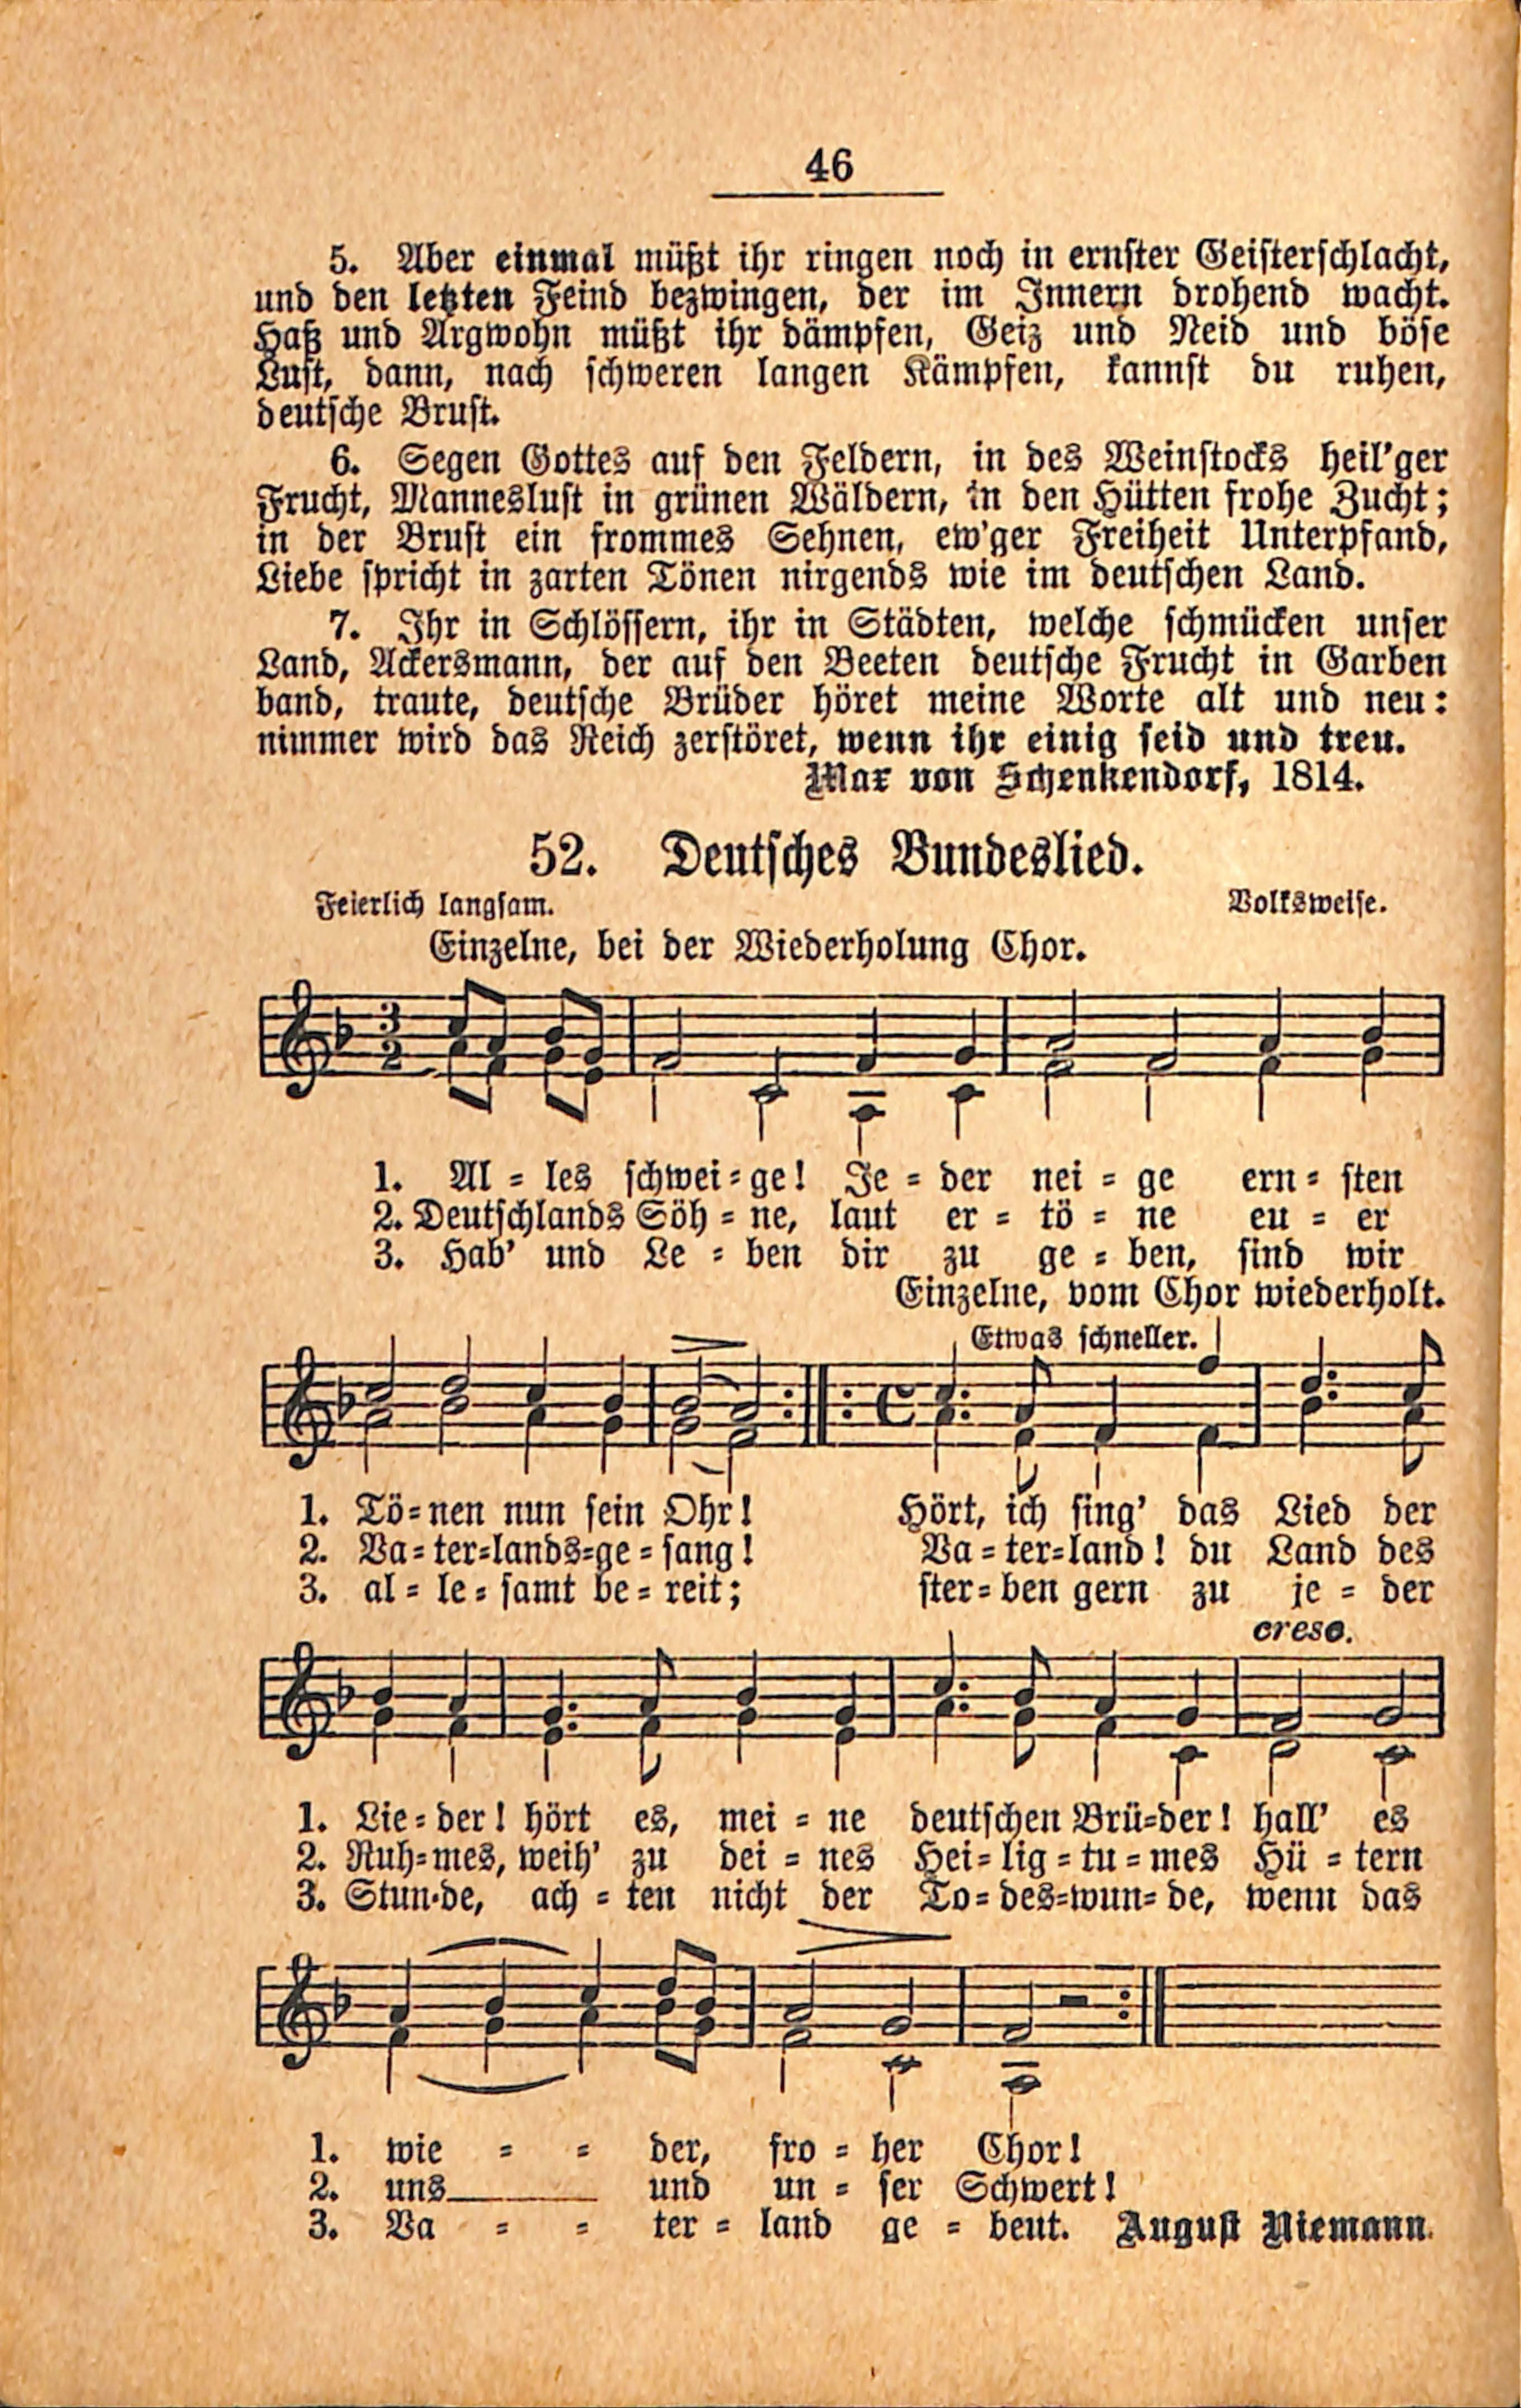 46
5. Aber einmal müßt ihr ringen noch in ernster Geisterschlacht,
und den letzten Feind bezwingen, der im Innern drohend wacht.
Haß und Argwohn müßt ihr dämpfen, Geiz und Neid und böse
Lust, dann, nach schweren langen Kämpfen, kannst du ruhen,
deutsche Brust.
6. Segen Gottes auf den Feldern, in des Weinstocks heil'ger
Frucht, Manneslust in grünen Wäldern, in den Hütten frohe Zucht;
in der Brust ein frommes Sehnen, ew'ger Freiheit Unterpfand,
Liebe spricht in zarten Tönen nirgends wie im deutschen Land.
7. Ihr in Schlössern, ihr in Städten, welche schmücken unser
Land, Ackersmann, der auf den Beeten deutsche Frucht in Garben
band, traute, deutsche Brüder höret meine Worte alt und neu:
nimmer wird das Reich zerstöret, wenn ihr einig seid und treu.
Max von Schenkendorf, 1814.
52. Deutsches Bundeslied.
Feierlich langsam. Volksweise.
Einzelne, bei der Wiederholung Chor.
3
2
1. Al = les schwei = ge! Je = der nei = ge ern = sten
2. Deutschlands Söh = ne, laut er = tö = ne eu = er
3. Hab' und Le = ben dir zu ge = ben, sind wir
Einzelne, vom Chor wiederholt.
Etwas schneller.
1. Tö=nen nun sein Ohr! Hört, ich sing' das Lied der
2. Va = ter=lands=ge = sang! Va = ter=land! du Land des
3. al = le = samt be = reit; ster = ben gern zu je = der
cresc.
1. Lie = der! hört es, mei = ne deutschen Brü=der! hall' es
2. Ruh=mes, weih' zu dei = nes Hei = lig = tu = mes Hü = tern
3. Stun=de, ach = ten nicht der To = des=wun = de, wenn das
1. wie = = der, fro = her Chor!
2. uns und un = ser Schwert!
3. Va = = ter = land ge = beut. August Niemann.